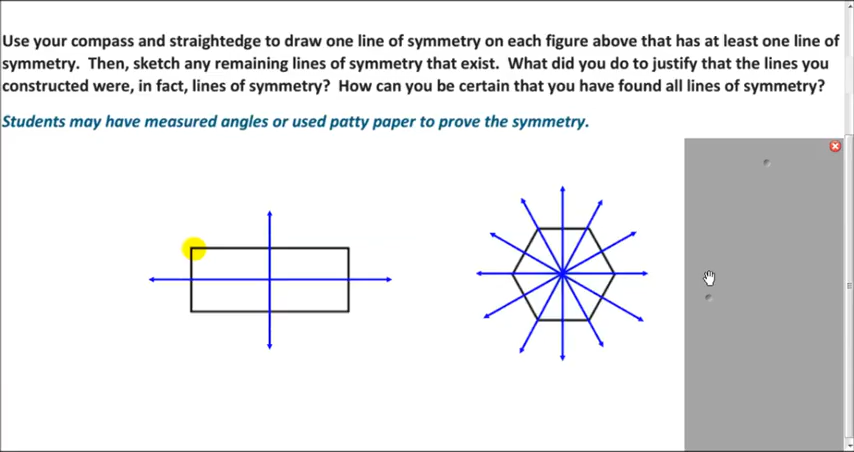 Use your compass and straightedge to draw one line of symmetry on each figure above that has at least one line of
symmetry.  Then, sketch any remaining lines of symmetry that exist.  What did you do to justify that the lines you
constructed were, in fact, lines of symmetry?  How can you be certain that you have found all lines of symmetry?
Students may have measured angles or used patty paper to prove the symmetry.